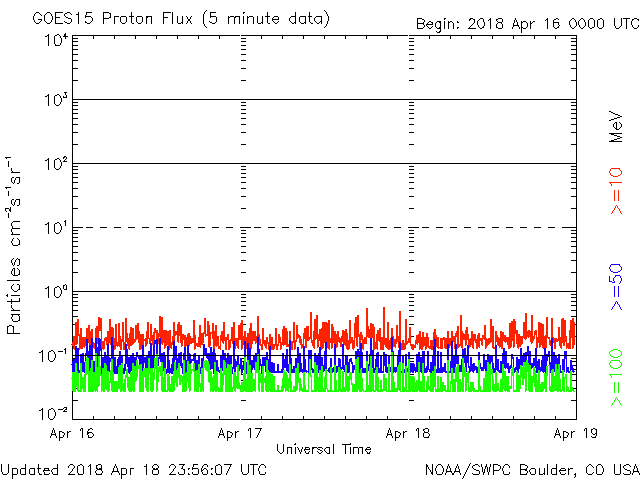 GOES15 Proton Flux (5 minute data)
Begin: 2018 Apr 16 0000 UTC
10⁴
10³
10²
10¹
10⁰
10⁻¹
10⁻²
Particles cm⁻²s⁻¹sr⁻¹
MeV
>=10
>=50
>=100
Apr 16
Apr 17
Apr 18
Apr 19
Universal Time
Updated 2018 Apr 18 23:56:07 UTC
NOAA/SWPC Boulder, CO USA